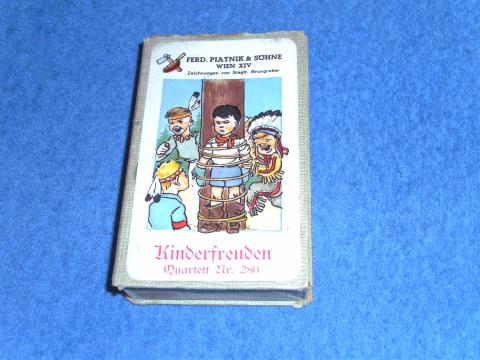 FERD. PIATNIK & SÖHNE
WIEN XIV
Zeichnungen von Siegfr. Brungraber
Kinderfreuden
Quartett Nr. 280